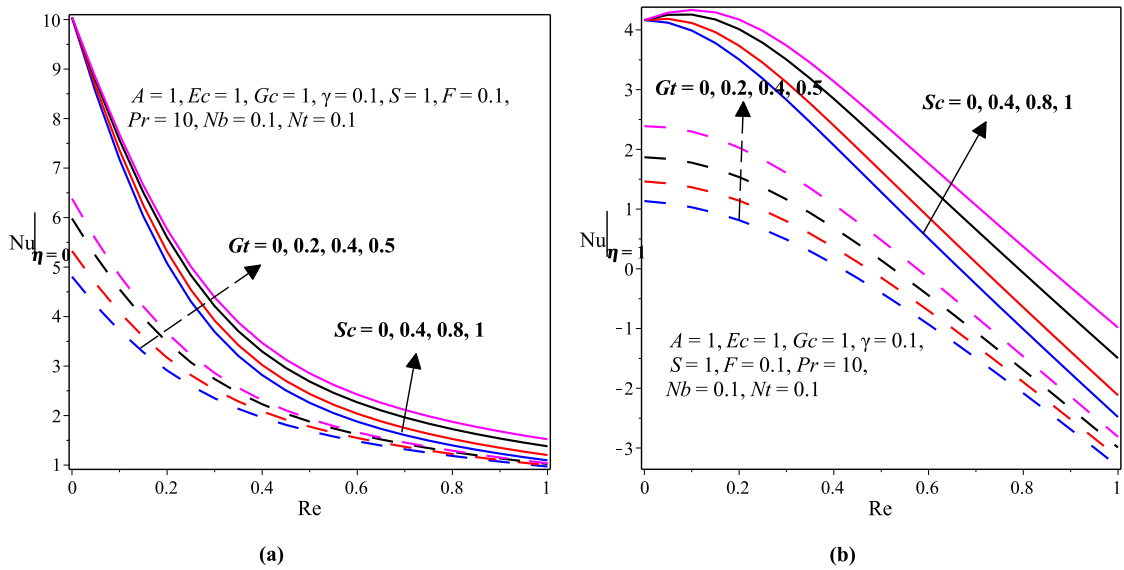 10
9
8
7
6
5
4
3
2
1
0
0.2
0.4
0.6
0.8
1
Nu|η = 0
Re
A = 1, Ec = 1, Gc = 1, γ = 0.1, S = 1, F = 0.1,
Pr = 10, Nb = 0.1, Nt = 0.1
Gt = 0, 0.2, 0.4, 0.5
Sc = 0, 0.4, 0.8, 1
(a)
4
3
2
1
0
-1
-2
-3
0
0.2
0.4
0.6
0.8
1
Nu|η = 1
Re
Gt = 0, 0.2, 0.4, 0.5
Sc = 0, 0.4, 0.8, 1
A = 1, Ec = 1, Gc = 1, γ = 0.1,
S = 1, F = 0.1, Pr = 10,
Nb = 0.1, Nt = 0.1
(b)